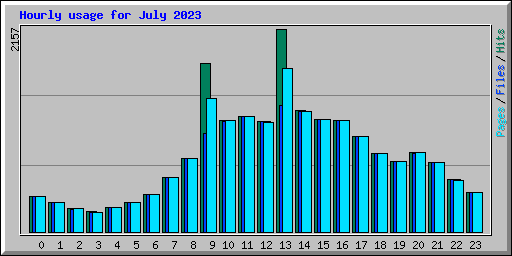 Hourly usage for July 2023
2157
Pages/Files/Hits
0 1 2 3 4 5 6 7 8 9 10 11 12 13 14 15 16 17 18 19 20 21 22 23